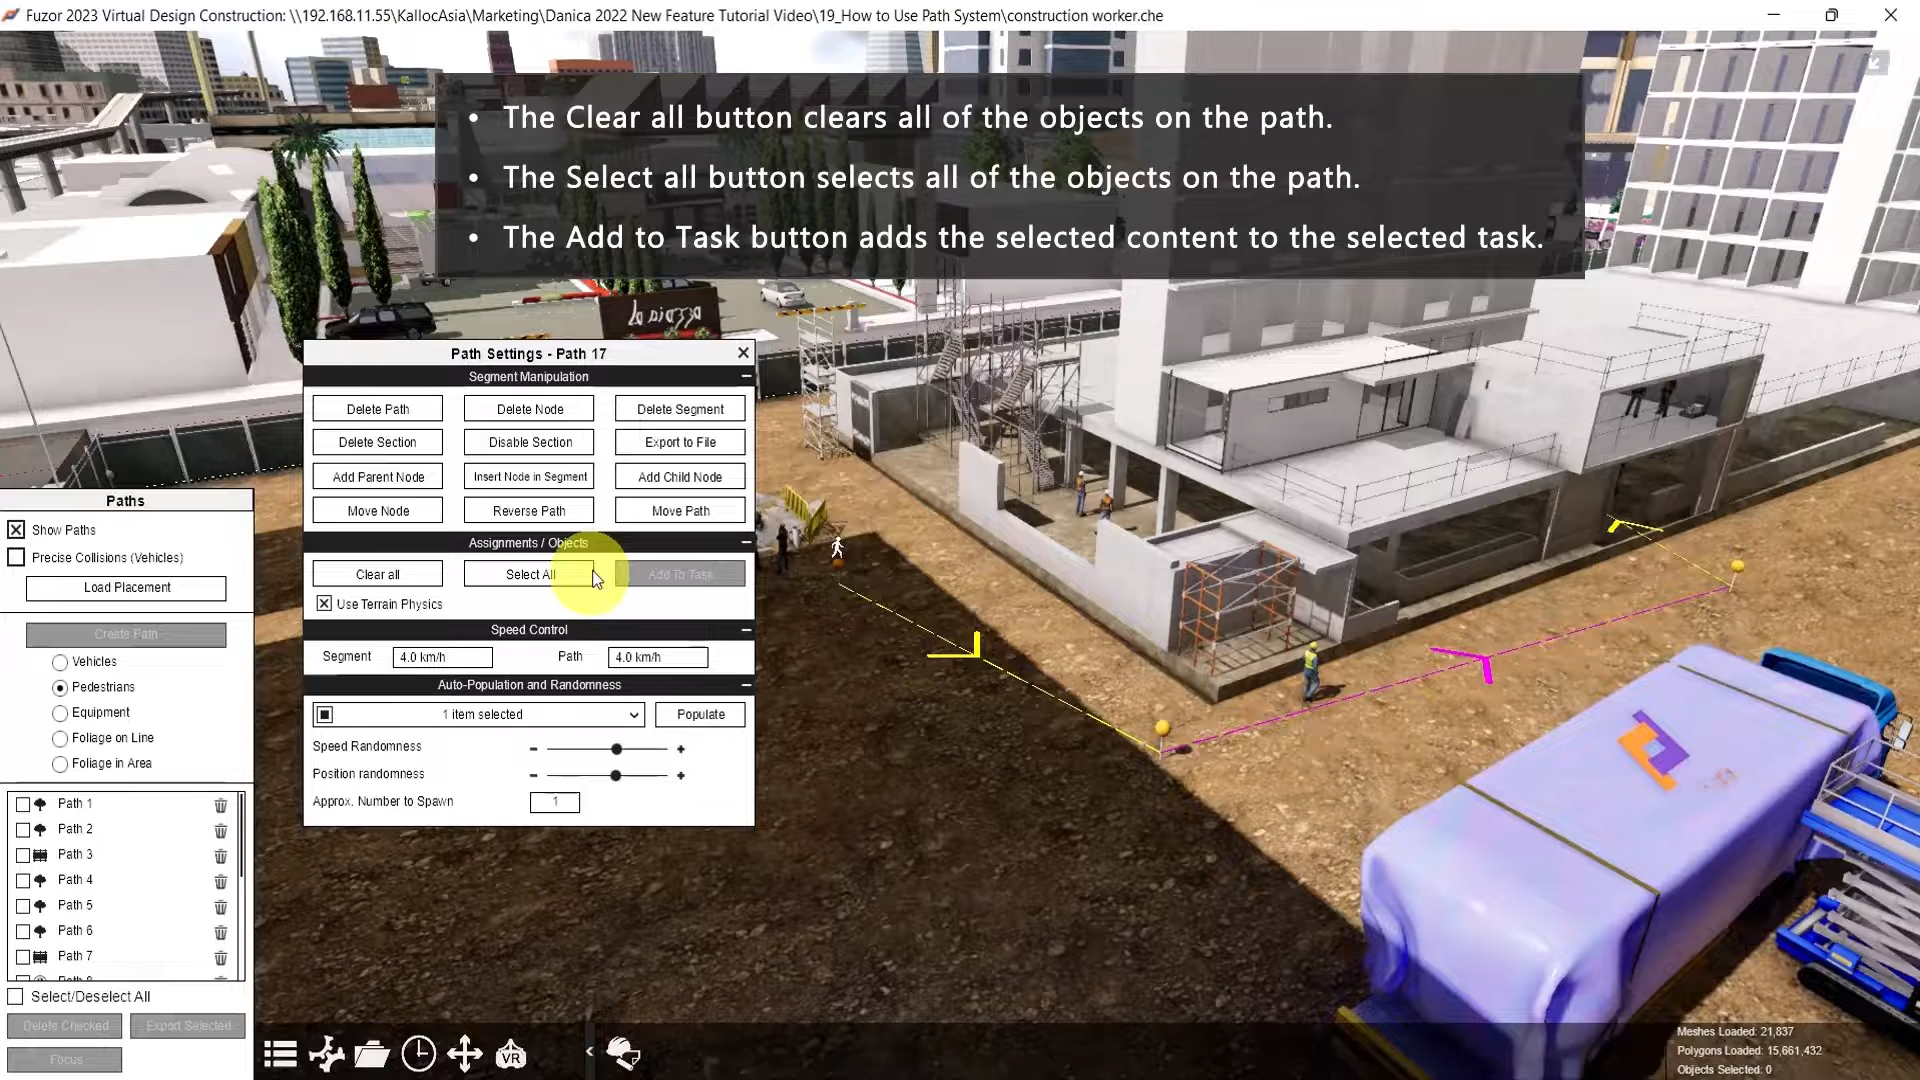 Fuzor 2023 Virtual Design Construction: \\192.168.11.55\KallocAsia\Marketing\Danica 2022 New Feature Tutorial Video\19_How to Use Path System\construction worker.che
• The Clear all button clears all of the objects on the path.
• The Select all button selects all of the objects on the path.
• The Add to Task button adds the selected content to the selected task.
Path Settings - Path 17
Segment Manipulation
Delete Path Delete Node Delete Segment
Delete Section Disable Section Export to File
Add Parent Node Insert Node in Segment Add Child Node
Move Node Reverse Path Move Path
Assignments / Objects
Clear all Select All Add To Task
Use Terrain Physics
Speed Control
Segment 4.0 km/h Path 4.0 km/h
Auto-Population and Randomness
1 item selected Populate
Speed Randomness
Position randomness
Approx. Number to Spawn 1
Paths
Show Paths
Precise Collisions (Vehicles)
Load Placement
Create Path
Vehicles
Pedestrians
Equipment
Foliage on Line
Foliage in Area
Path 1
Path 2
Path 3
Path 4
Path 5
Path 6
Path 7
Select/Deselect All
Delete Checked Export Selected
Focus
VR
Meshes Loaded: 21,837
Polygons Loaded: 15,661,432
Objects Selected: 0